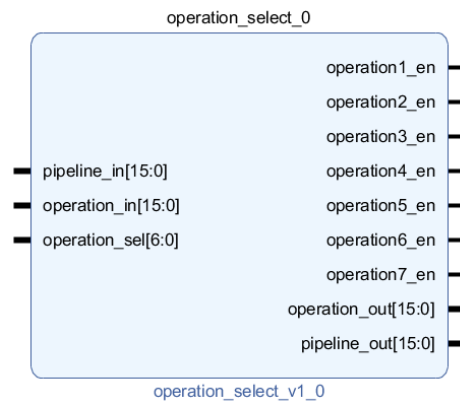 operation_select_0
operation1_en
operation2_en
operation3_en
pipeline_in[15:0]
operation4_en
operation_in[15:0]
operation5_en
operation_sel[6:0]
operation6_en
operation7_en
operation_out[15:0]
pipeline_out[15:0]
operation_select_v1_0